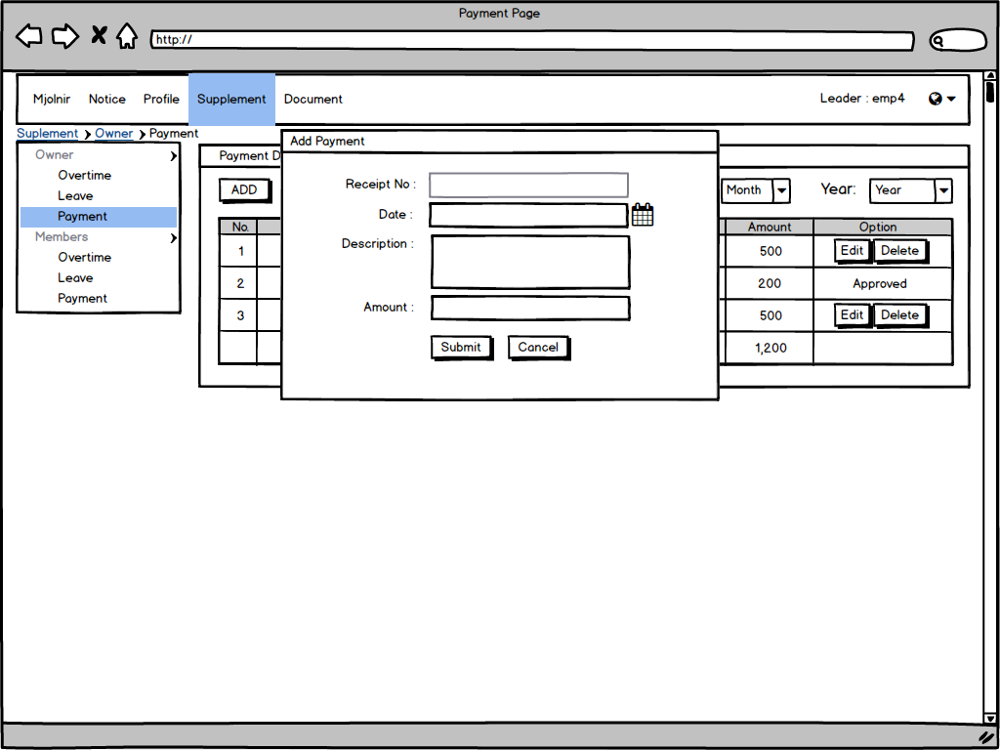 Payment Page
http://
Mjolnir Notice Profile Supplement Document Leader : emp4
Suplement Owner Payment
Owner
Overtime
Leave
Payment
Members
Overtime
Leave
Payment
Payment D
ADD
Month Year: Year
No. Amount Option
1 500 Edit Delete
2 200 Approved
3 500 Edit Delete
1,200
Add Payment
Receipt No :
Date :
Description :
Amount :
Submit Cancel